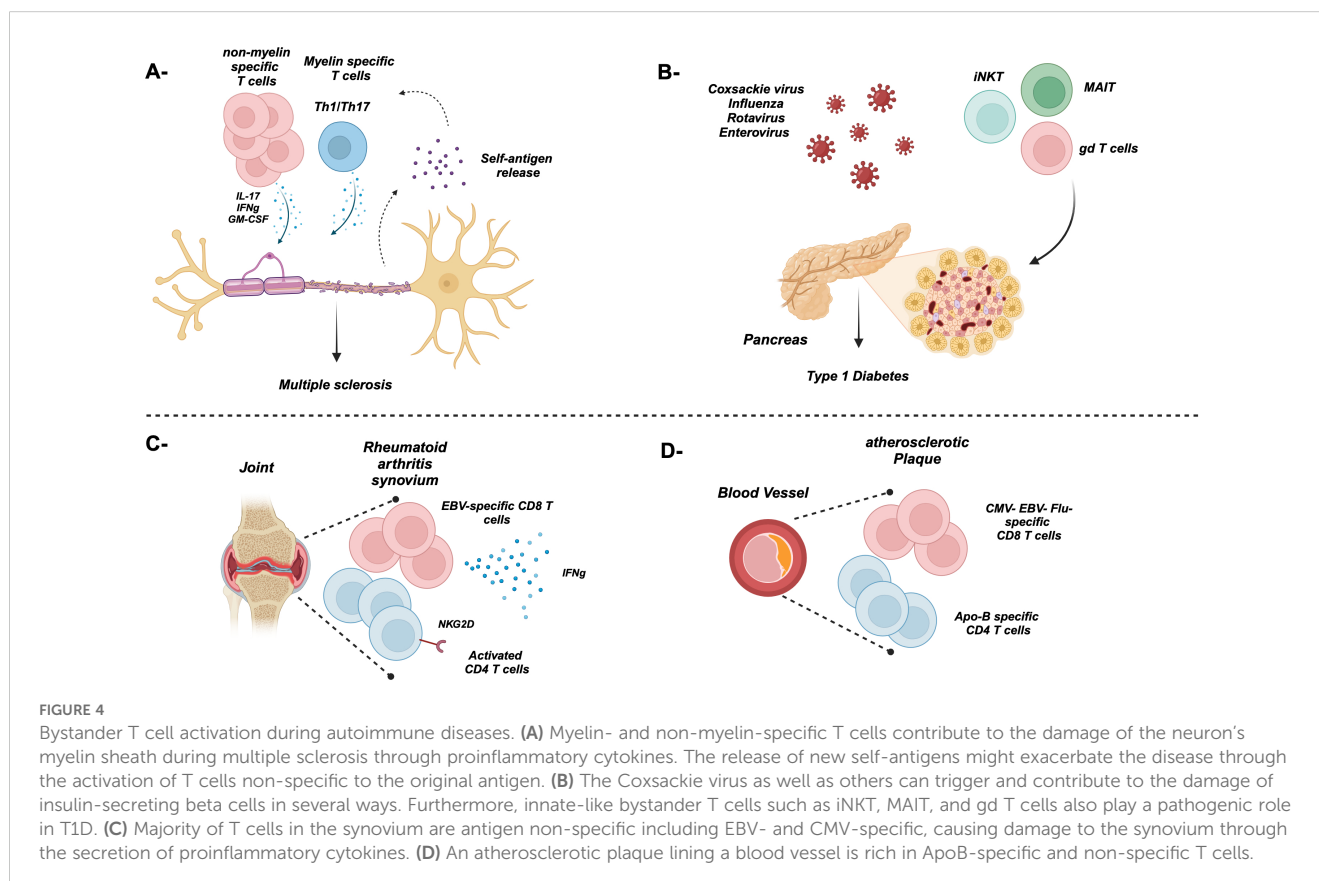 A-
non-myelin
specific
T cells
Myelin specific
T cells
Th1/Th17
IL-17
IFNg
GM-CSF
Self-antigen
release
Multiple sclerosis
B-
Coxsackie virus
Influenza
Rotavirus
Enterovirus
iNKT
MAIT
gd T cells
Pancreas
Type 1 Diabetes
C-
Joint
Rheumatoid
arthritis
synovium
EBV-specific CD8 T
cells
IFNg
NKG2D
Activated
CD4 T cells
D-
Blood Vessel
atherosclerotic
Plaque
CMV- EBV- Flu-
specific
CD8 T cells
Apo-B specific
CD4 T cells
FIGURE 4
Bystander T cell activation during autoimmune diseases. (A) Myelin- and non-myelin-specific T cells contribute to the damage of the neuron's
myelin sheath during multiple sclerosis through proinflammatory cytokines. The release of new self-antigens might exacerbate the disease through
the activation of T cells non-specific to the original antigen. (B) The Coxsackie virus as well as others can trigger and contribute to the damage of
insulin-secreting beta cells in several ways. Furthermore, innate-like bystander T cells such as iNKT, MAIT, and gd T cells also play a pathogenic role
in T1D. (C) Majority of T cells in the synovium are antigen non-specific including EBV- and CMV-specific, causing damage to the synovium through
the secretion of proinflammatory cytokines. (D) An atherosclerotic plaque lining a blood vessel is rich in ApoB-specific and non-specific T cells.